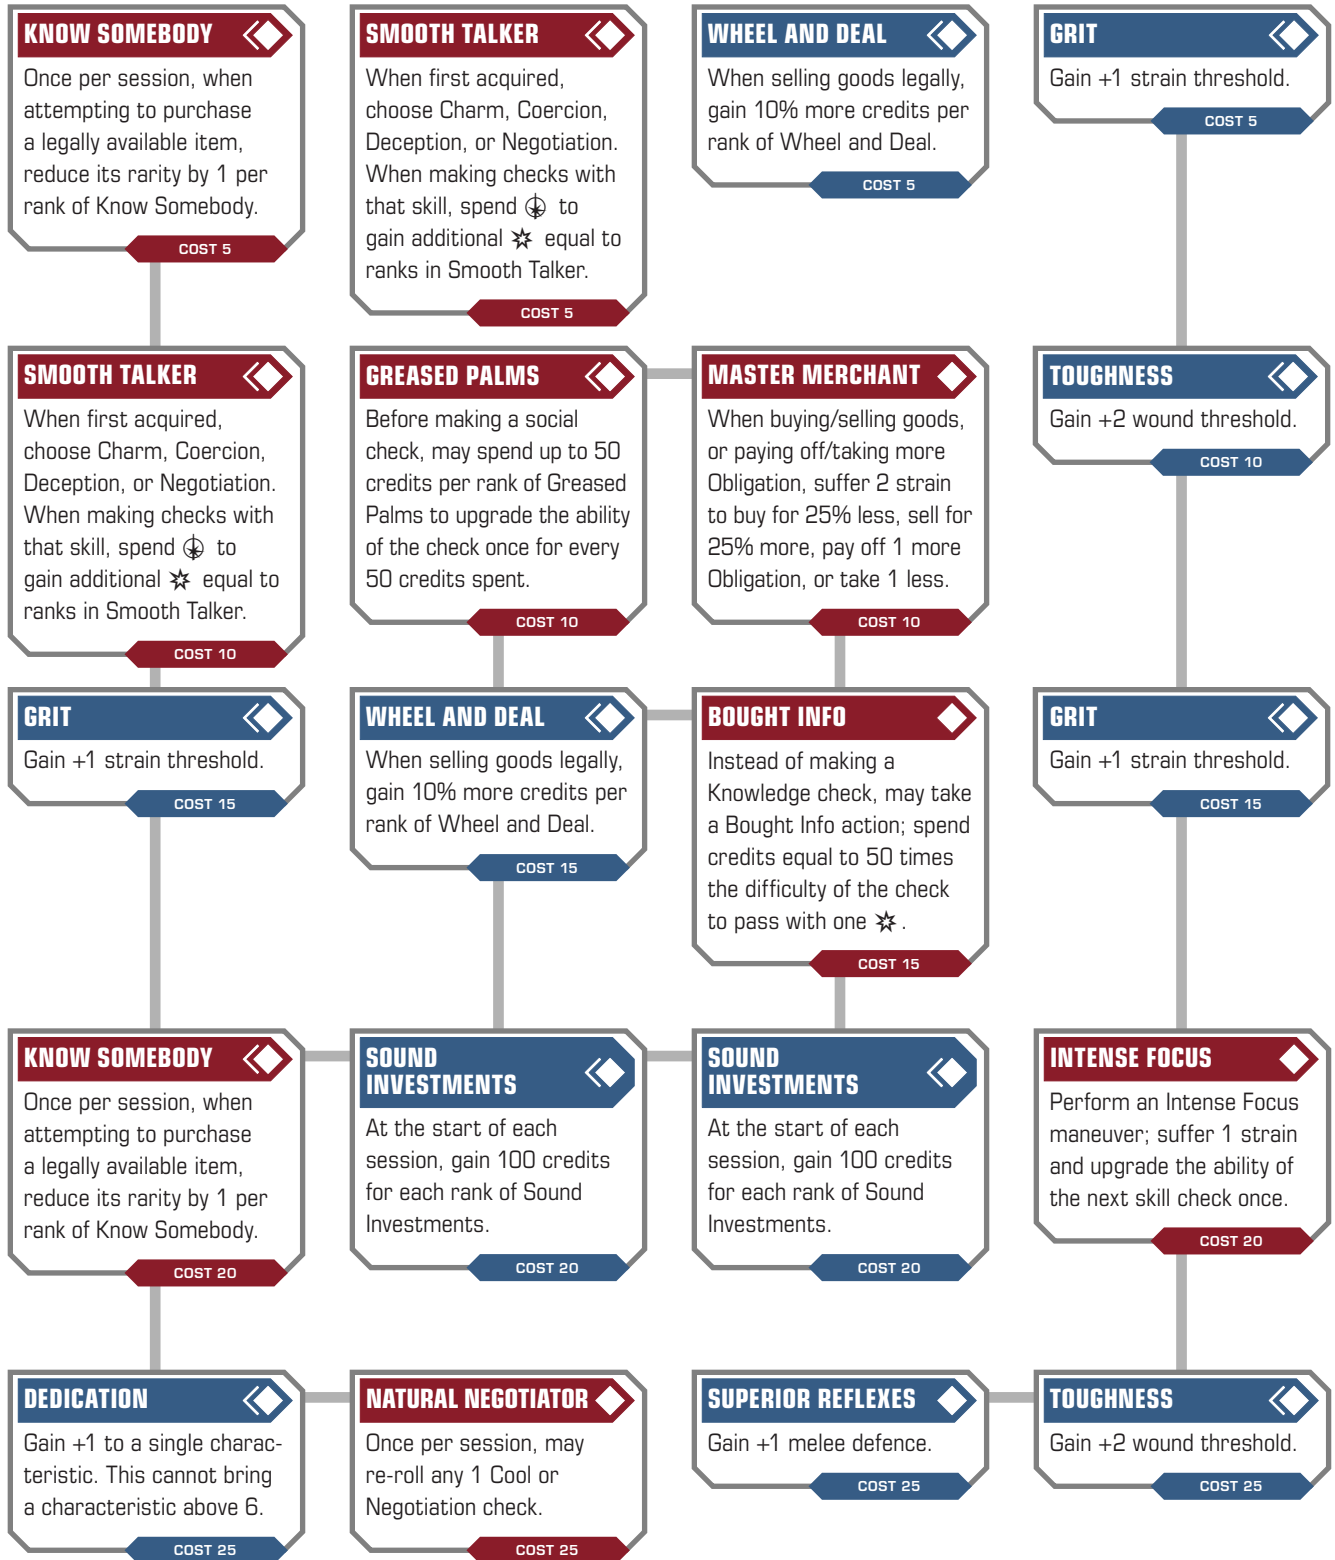 KNOW SOMEBODY
Once per session, when
attempting to purchase
a legally available item,
reduce its rarity by 1 per
rank of Know Somebody.
COST 5
SMOOTH TALKER
When first acquired,
choose Charm, Coercion,
Deception, or Negotiation.
When making checks with
that skill, spend to
gain additional equal to
ranks in Smooth Talker.
COST 5
WHEEL AND DEAL
When selling goods legally,
gain 10% more credits per
rank of Wheel and Deal.
COST 5
GRIT
Gain +1 strain threshold.
COST 5
SMOOTH TALKER
When first acquired,
choose Charm, Coercion,
Deception, or Negotiation.
When making checks with
that skill, spend to
gain additional equal to
ranks in Smooth Talker.
COST 10
GREASED PALMS
Before making a social
check, may spend up to 50
credits per rank of Greased
Palms to upgrade the ability
of the check once for every
50 credits spent.
COST 10
MASTER MERCHANT
When buying/selling goods,
or paying off/taking more
Obligation, suffer 2 strain
to buy for 25% less, sell for
25% more, pay off 1 more
Obligation, or take 1 less.
COST 10
TOUGHNESS
Gain +2 wound threshold.
COST 10
GRIT
Gain +1 strain threshold.
COST 15
WHEEL AND DEAL
When selling goods legally,
gain 10% more credits per
rank of Wheel and Deal.
COST 15
BOUGHT INFO
Instead of making a
Knowledge check, may take
a Bought Info action; spend
credits equal to 50 times
the difficulty of the check
to pass with one .
COST 15
GRIT
Gain +1 strain threshold.
COST 15
KNOW SOMEBODY
Once per session, when
attempting to purchase
a legally available item,
reduce its rarity by 1 per
rank of Know Somebody.
COST 20
SOUND
INVESTMENTS
At the start of each
session, gain 100 credits
for each rank of Sound
Investments.
COST 20
SOUND
INVESTMENTS
At the start of each
session, gain 100 credits
for each rank of Sound
Investments.
COST 20
INTENSE FOCUS
Perform an Intense Focus
maneuver; suffer 1 strain
and upgrade the ability of
the next skill check once.
COST 20
DEDICATION
Gain +1 to a single charac-
teristic. This cannot bring
a characteristic above 6.
COST 25
NATURAL NEGOTIATOR
Once per session, may
re-roll any 1 Cool or
Negotiation check.
COST 25
SUPERIOR REFLEXES
Gain +1 melee defence.
COST 25
TOUGHNESS
Gain +2 wound threshold.
COST 25